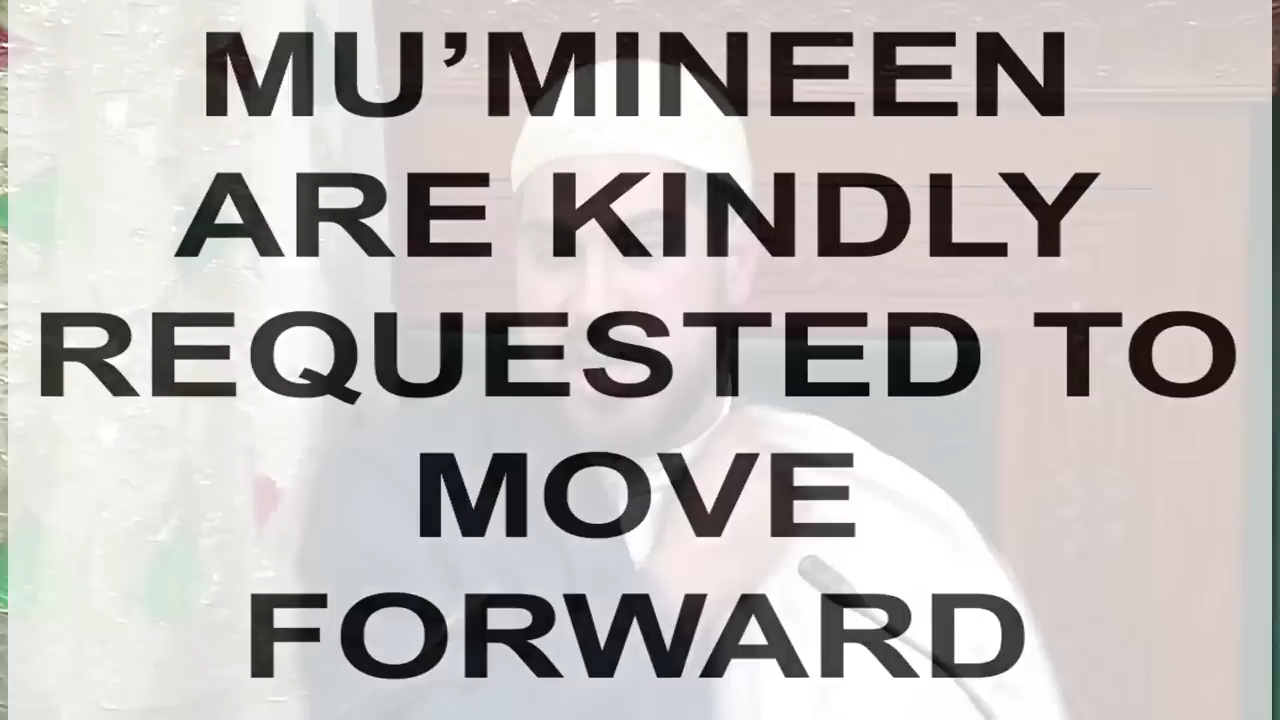 MU’MINEEN
ARE KINDLY
REQUESTED TO
MOVE
FORWARD